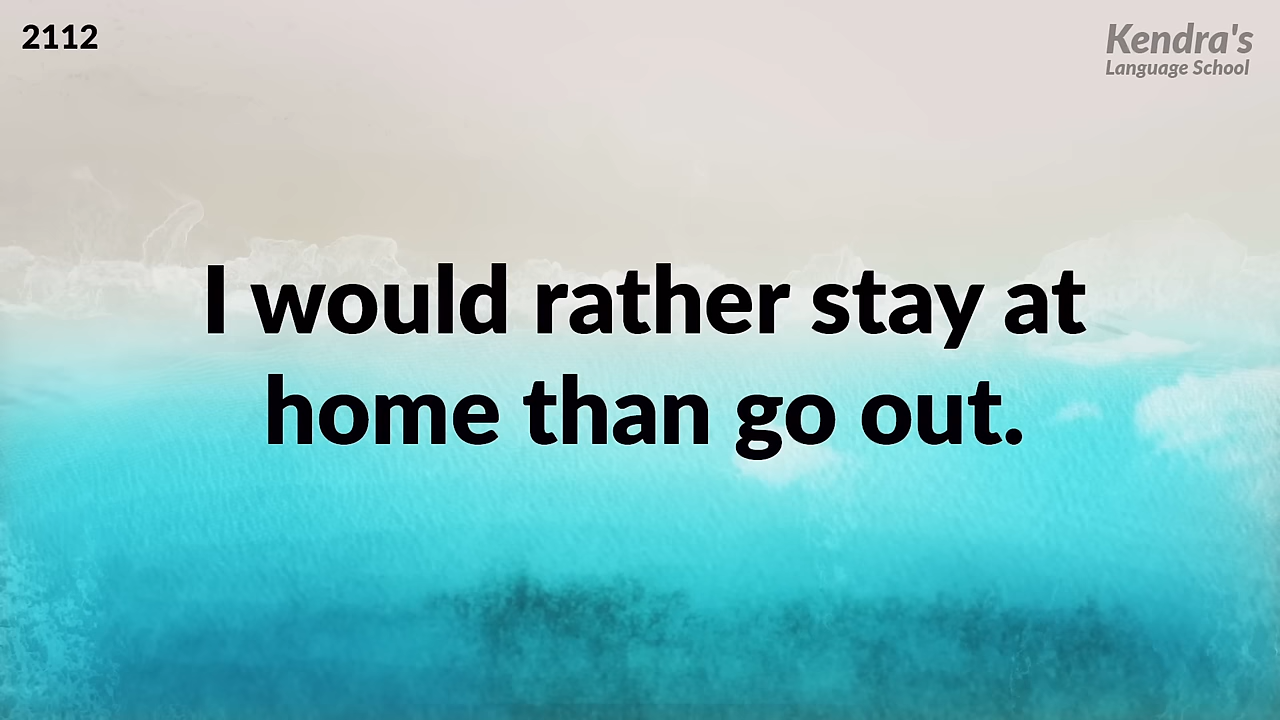 2112
Kendra's
Language School
I would rather stay at
home than go out.